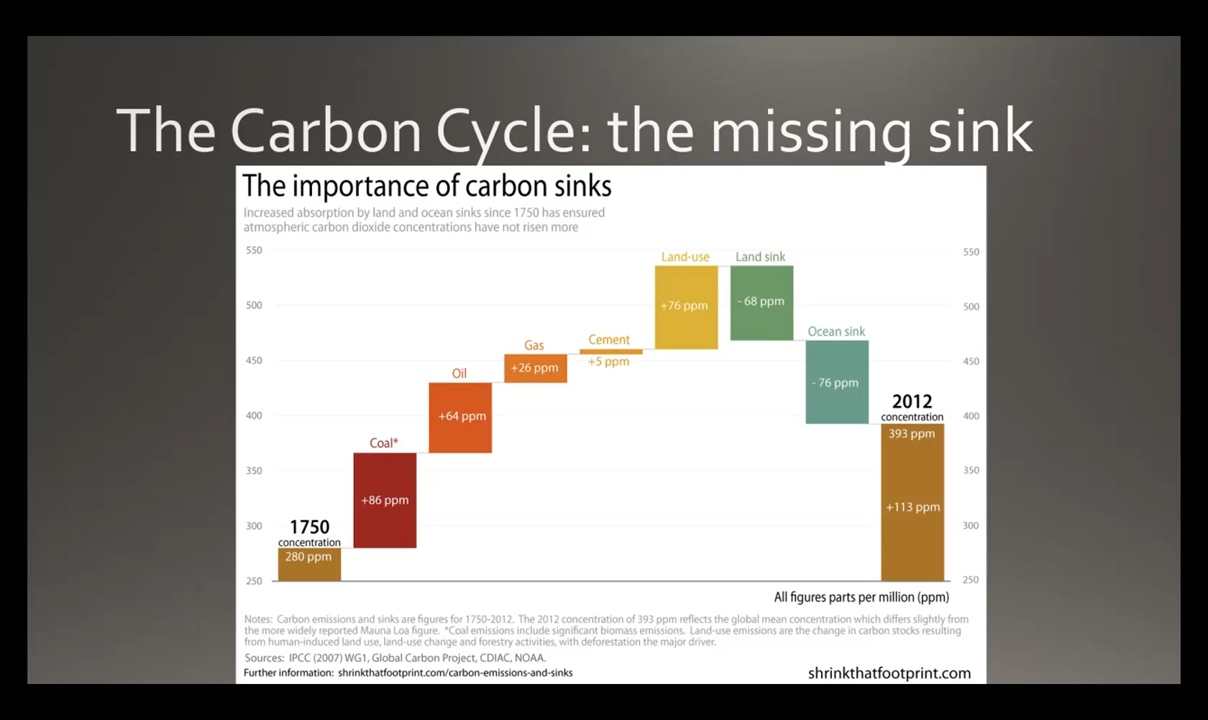 The Carbon Cycle: the missing sink
The importance of carbon sinks
Increased absorption by land and ocean sinks since 1750 has ensured
atmospheric carbon dioxide concentrations have not risen more
550
500
450
400
350
300
250
1750
concentration
280 ppm
Coal*
+86 ppm
Oil
+64 ppm
Gas
+26 ppm
Cement
+5 ppm
Land-use
+76 ppm
Land sink
- 68 ppm
Ocean sink
- 76 ppm
2012
concentration
393 ppm
+113 ppm
550
500
450
400
350
300
250
All figures parts per million (ppm)
Notes: Carbon emissions and sinks are figures for 1750-2012. The 2012 concentration of 393 ppm reflects the global mean concentration which differs slightly from
the more widely reported Mauna Loa figure. *Coal emissions include significant biomass emissions. Land-use emissions are the change in carbon stocks resulting
from human-induced land use, land-use change and forestry activities, with deforestation the major driver.
Sources: IPCC (2007) WG1, Global Carbon Project, CDIAC, NOAA.
Further information: shrinkthatfootprint.com/carbon-emissions-and-sinks
shrinkthatfootprint.com